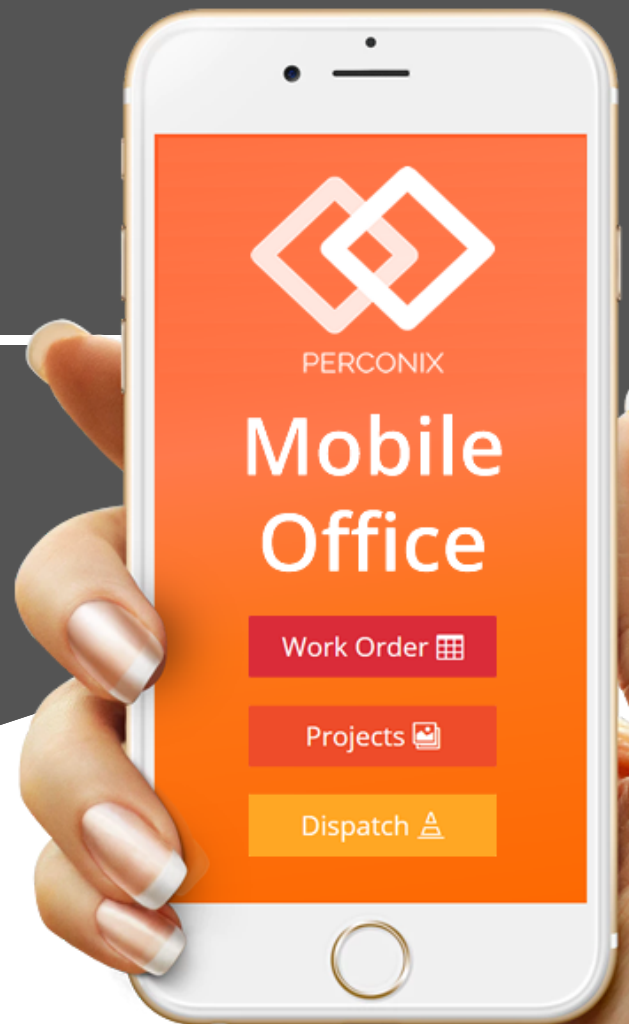 PERCONIX
Mobile
Office
Work Order
Projects
Dispatch